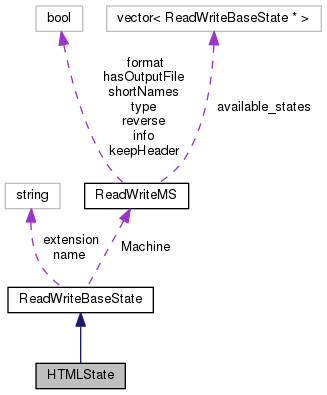 bool
vector< ReadWriteBaseState * >
format
hasOutputFile
shortNames
type
reverse
info
keepHeader
available_states
string
ReadWriteMS
extension
name
Machine
ReadWriteBaseState
HTMLState